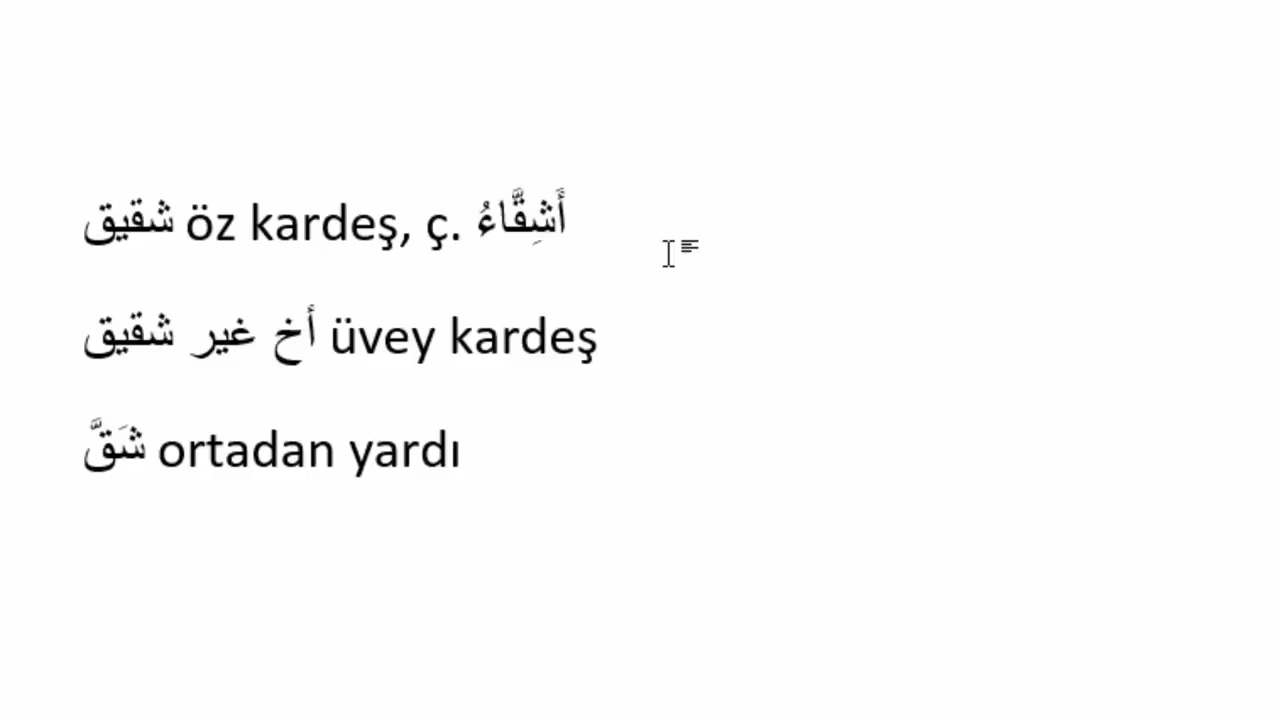 شقيق öz kardeş, ç. أَشِقَّاءُ
أخ غير شقيق üvey kardeş
شَقَّ ortadan yardı